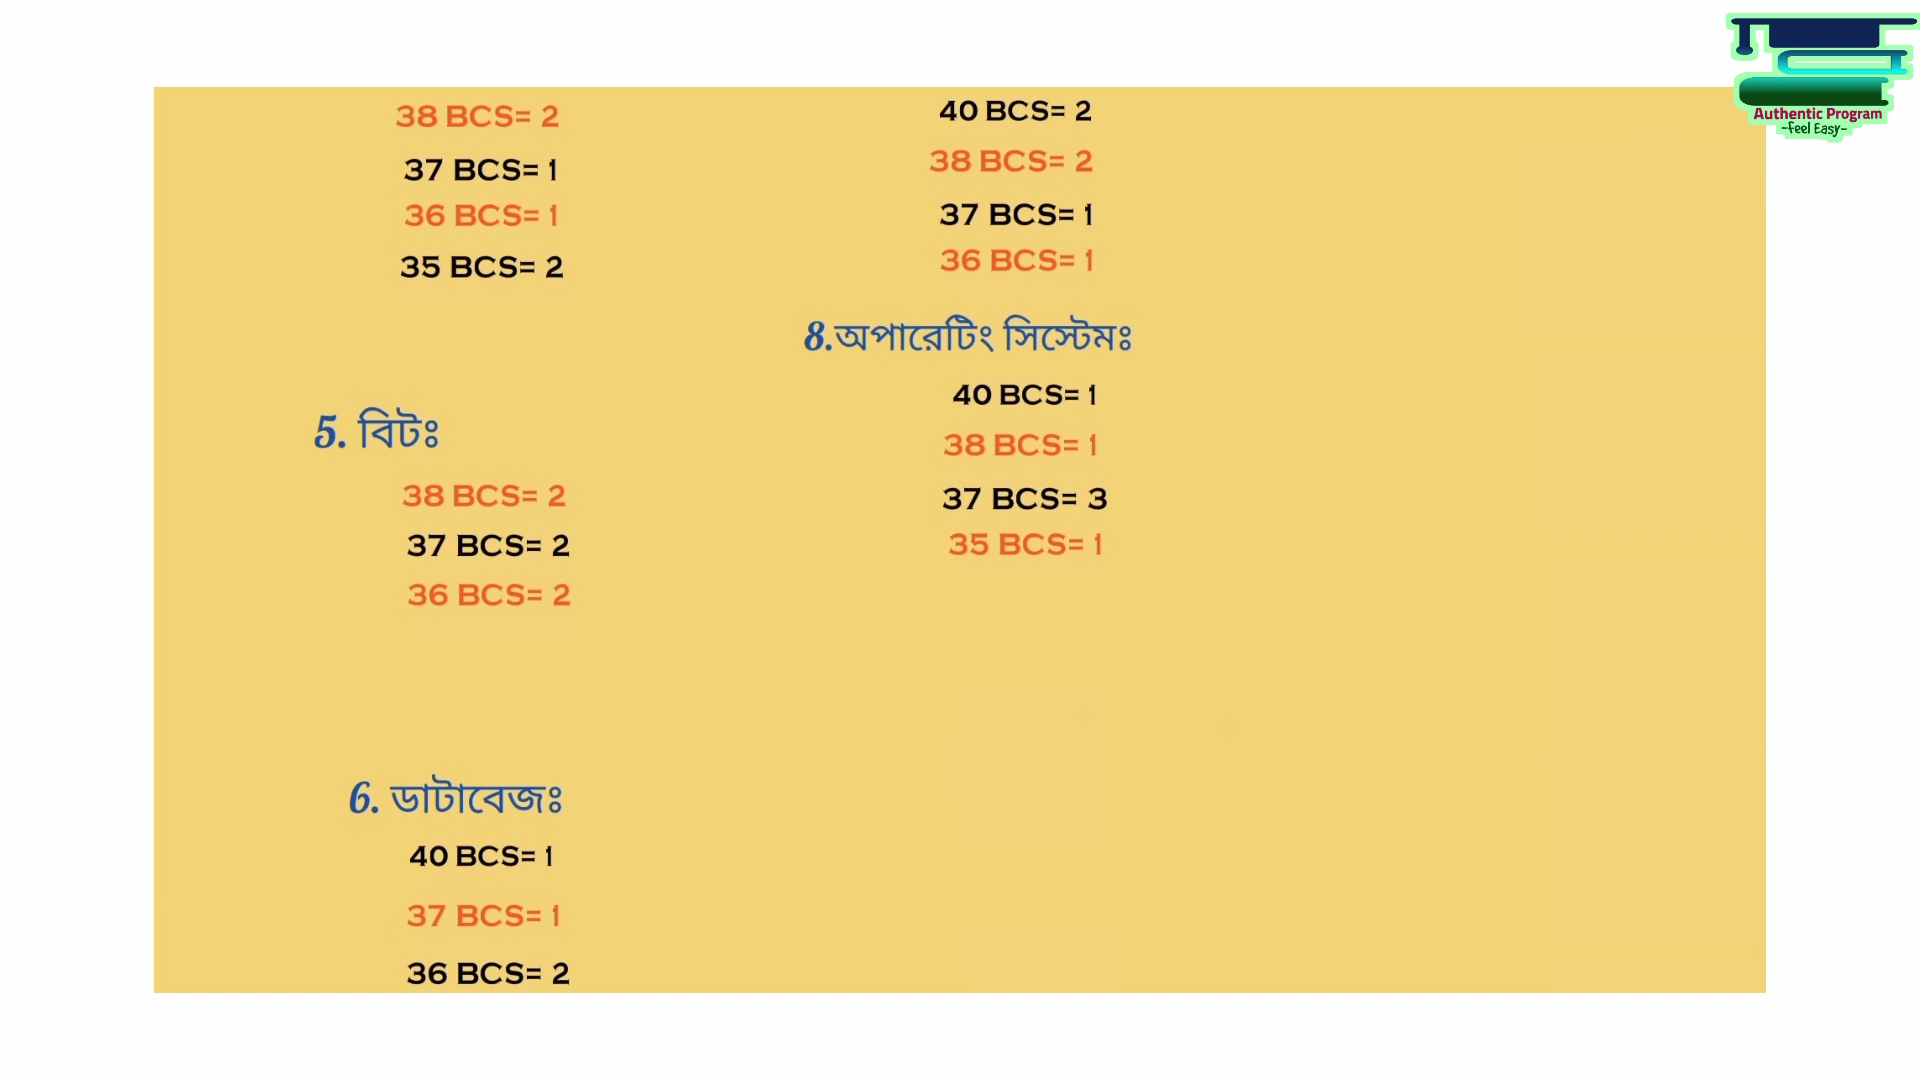 38 BCS= 2
37 BCS= 1
36 BCS= 1
35 BCS= 2
5. বিটঃ
38 BCS= 2
37 BCS= 2
36 BCS= 2
6. ডাটাবেজঃ
40 BCS= 1
37 BCS= 1
36 BCS= 2
40 BCS= 2
38 BCS= 2
37 BCS= 1
36 BCS= 1
8.অপারেটিং সিস্টেমঃ
40 BCS= 1
38 BCS= 1
37 BCS= 3
35 BCS= 1
Authentic Program
-Feel Easy-